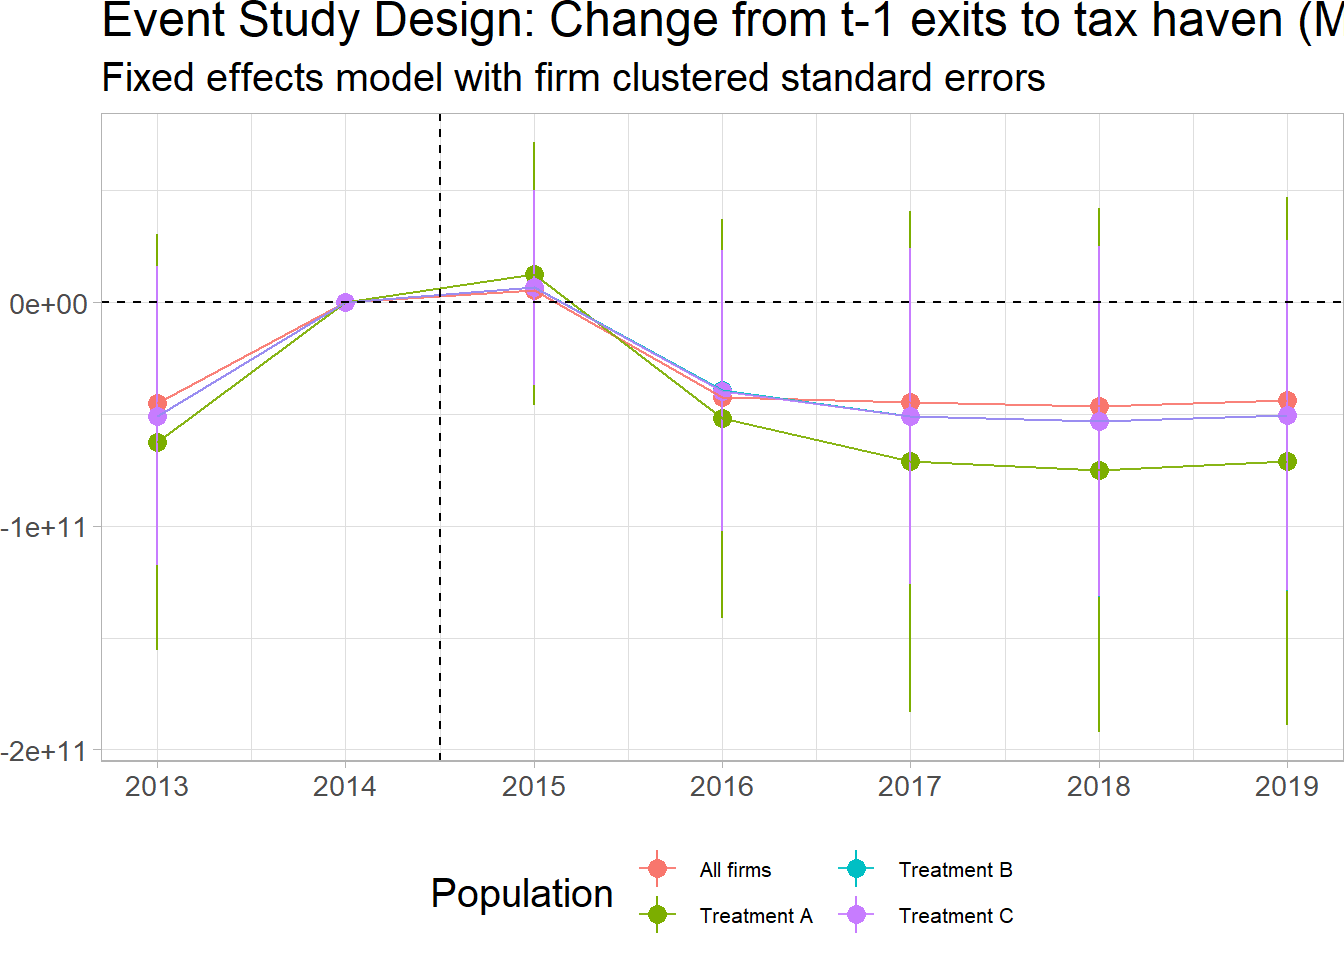 Event Study Design: Change from t-1 exits to tax haven (M
Fixed effects model with firm clustered standard errors
0e+00
-1e+11
-2e+11
2013 2014 2015 2016 2017 2018 2019
Population
All firms Treatment B
Treatment A Treatment C